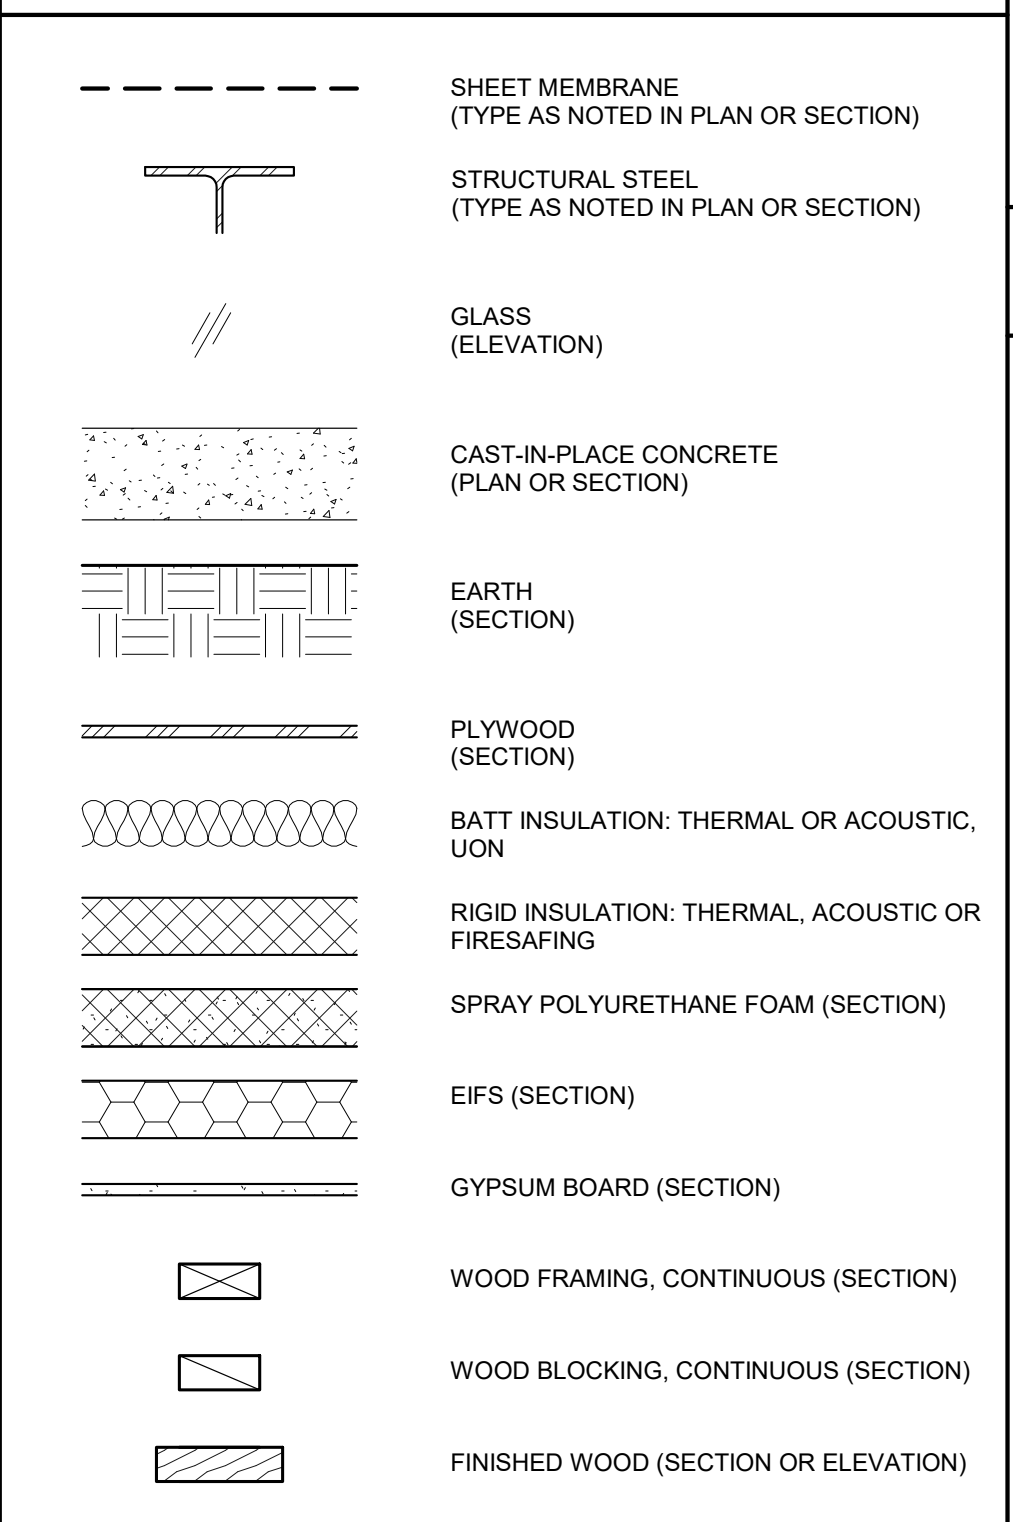 SHEET MEMBRANE
(TYPE AS NOTED IN PLAN OR SECTION)
STRUCTURAL STEEL
(TYPE AS NOTED IN PLAN OR SECTION)
GLASS
(ELEVATION)
CAST-IN-PLACE CONCRETE
(PLAN OR SECTION)
EARTH
(SECTION)
PLYWOOD
(SECTION)
BATT INSULATION: THERMAL OR ACOUSTIC,
UON
RIGID INSULATION: THERMAL, ACOUSTIC OR
FIRESAFING
SPRAY POLYURETHANE FOAM (SECTION)
EIFS (SECTION)
GYPSUM BOARD (SECTION)
WOOD FRAMING, CONTINUOUS (SECTION)
WOOD BLOCKING, CONTINUOUS (SECTION)
FINISHED WOOD (SECTION OR ELEVATION)